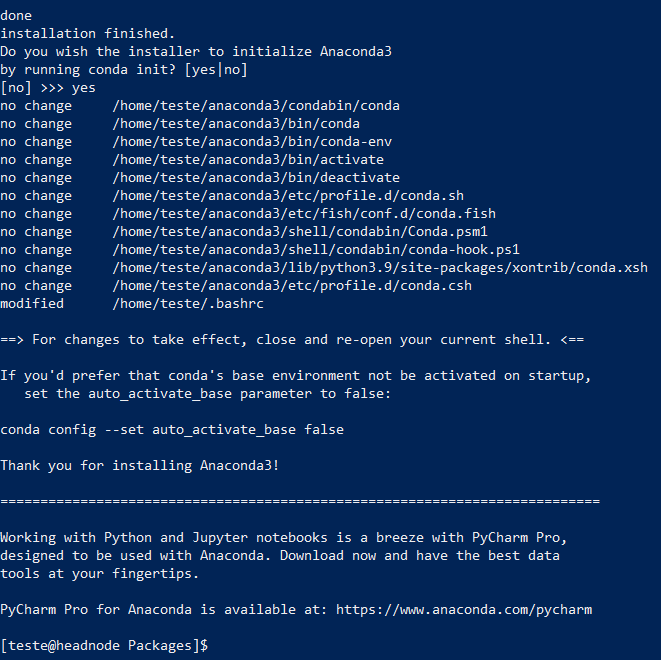 done
installation finished.
Do you wish the installer to initialize Anaconda3
by running conda init? [yes|no]
[no] >>> yes
no change     /home/teste/anaconda3/condabin/conda
no change     /home/teste/anaconda3/bin/conda
no change     /home/teste/anaconda3/bin/conda-env
no change     /home/teste/anaconda3/bin/activate
no change     /home/teste/anaconda3/bin/deactivate
no change     /home/teste/anaconda3/etc/profile.d/conda.sh
no change     /home/teste/anaconda3/etc/fish/conf.d/conda.fish
no change     /home/teste/anaconda3/shell/condabin/Conda.psm1
no change     /home/teste/anaconda3/shell/condabin/conda-hook.ps1
no change     /home/teste/anaconda3/lib/python3.9/site-packages/xontrib/conda.xsh
no change     /home/teste/anaconda3/etc/profile.d/conda.csh
modified      /home/teste/.bashrc
==> For changes to take effect, close and re-open your current shell. <==
If you'd prefer that conda's base environment not be activated on startup,
   set the auto_activate_base parameter to false:
conda config --set auto_activate_base false
Thank you for installing Anaconda3!
===========================================================================
Working with Python and Jupyter notebooks is a breeze with PyCharm Pro,
designed to be used with Anaconda. Download now and have the best data
tools at your fingertips.
PyCharm Pro for Anaconda is available at: https://www.anaconda.com/pycharm
[teste@headnode Packages]$